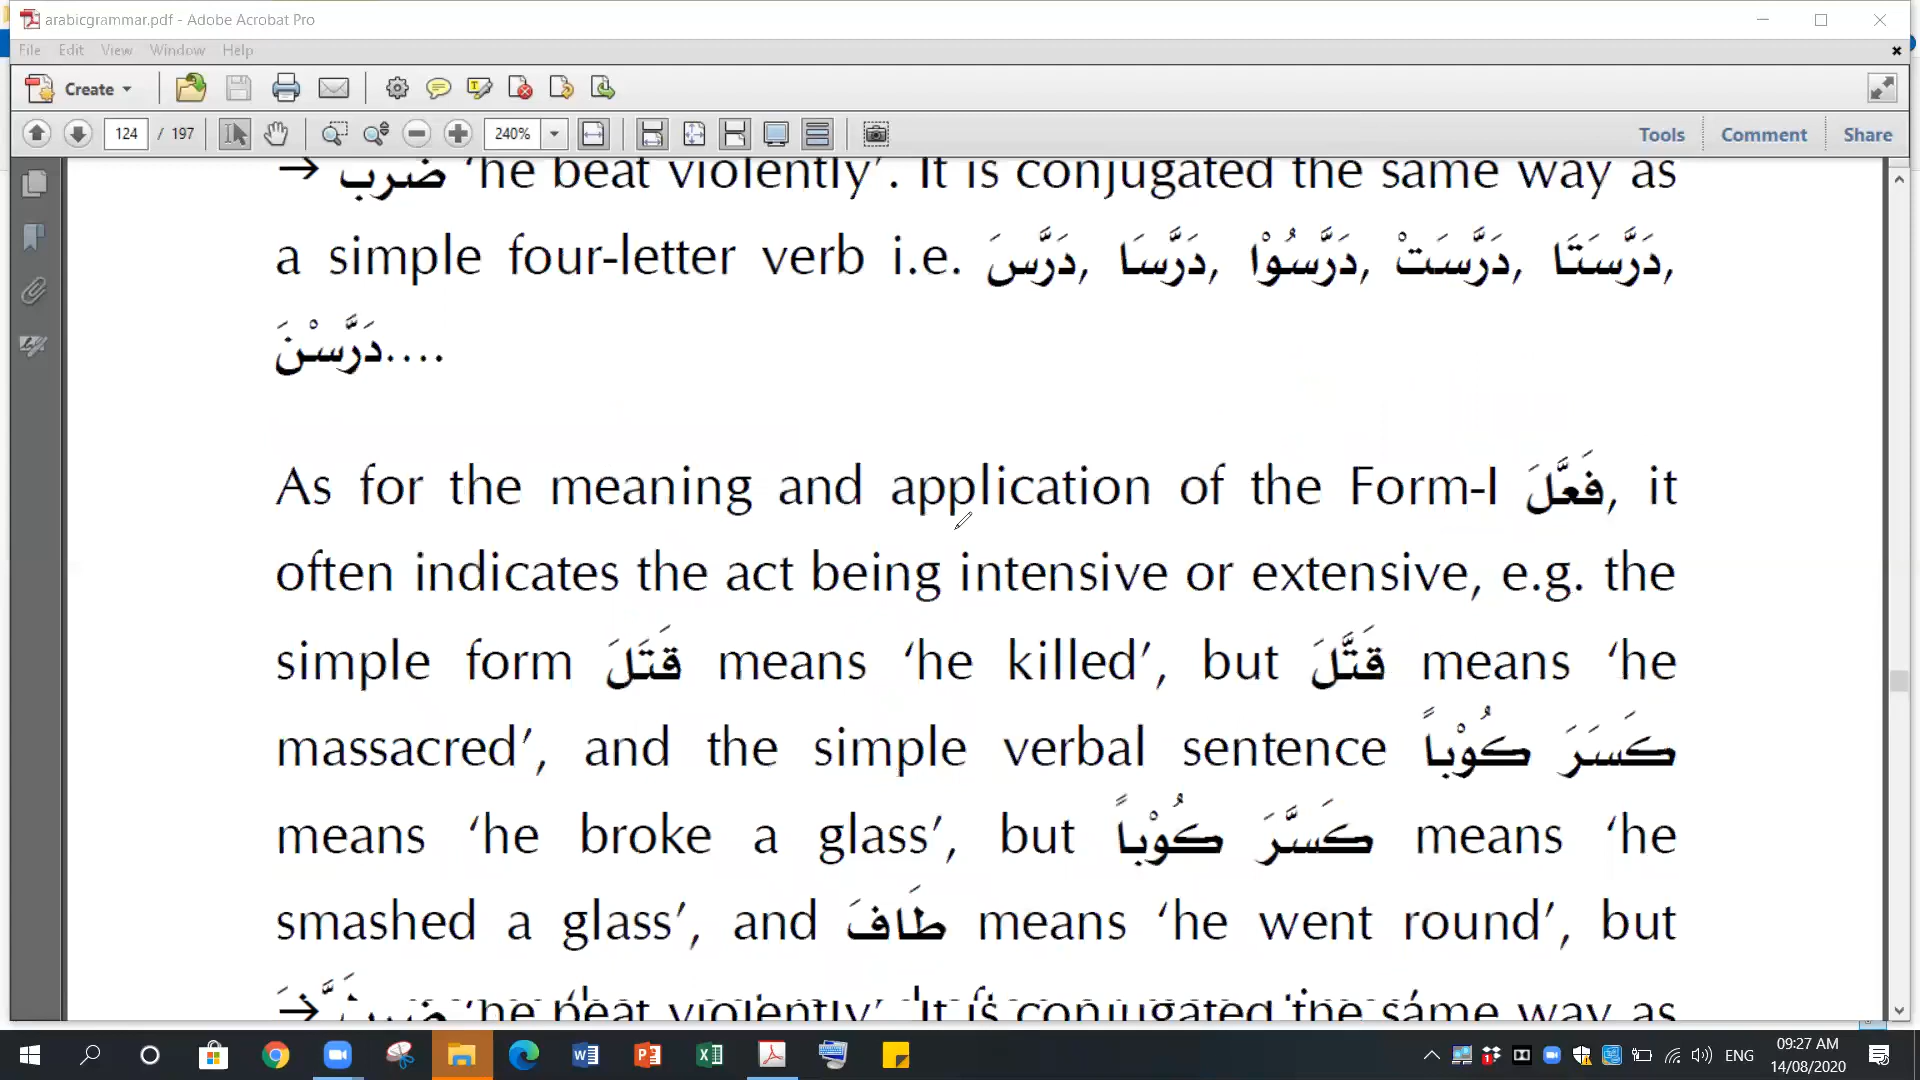 arabicgrammar.pdf - Adobe Acrobat Pro
File Edit View Window Help
Create
124 / 197 240% Tools Comment Share
→ ضرب ‘he beat violently’. It is conjugated the same way as
a simple four-letter verb i.e. دَرَّسَ, دَرَّسَا, دَرَّسُوْا, دَرَّسَتْ, دَرَّسَتَا,
دَرَّسْنَ....
As for the meaning and application of the Form-I فَعَّلَ, it
often indicates the act being intensive or extensive, e.g. the
simple form قَتَلَ means ‘he killed’, but قَتَّلَ means ‘he
massacred’, and the simple verbal sentence كَسَرَ كُوْباً
means ‘he broke a glass’, but كَسَّرَ كُوْباً means ‘he
smashed a glass’, and طَافَ means ‘he went round’, but
‘he beat violently’ It is conjugated the same way as
ENG
09:27 AM
14/08/2020